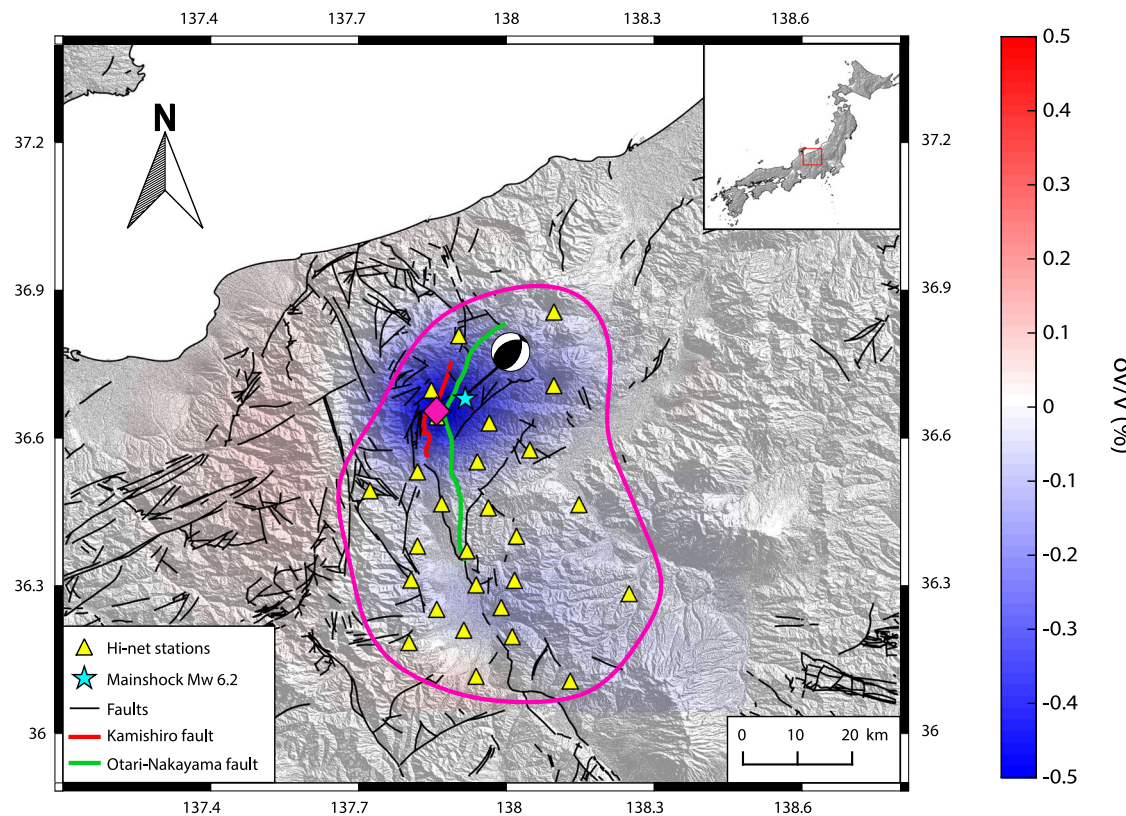 137.4 137.7 138 138.3 138.6
0.5
N
0.4
37.2 37.2
0.3
0.2
36.9 36.9
0.1
0
δV/V (%)
36.6 36.6
-0.1
-0.2
36.3 36.3
-0.3
Hi-net stations
Mainshock Mw 6.2
-0.4
Faults
36 36
Kamishiro fault
0 10 20 km
Otari-Nakayama fault
-0.5
137.4 137.7 138 138.3 138.6